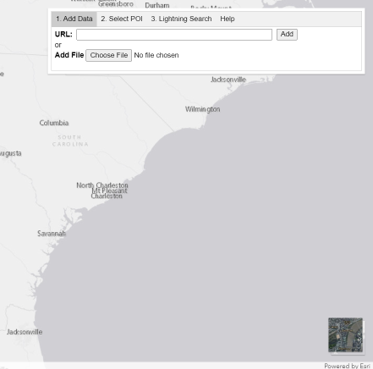 Greensboro
Durham
1. Add Data 2. Select POI 3. Lightning Search Help
URL: Add
or
Add File Choose File No file chosen
Jacksonville
Wilmington
Columbia
SOUTH
CAROLINA
North Charleston
Mt Pleasant
Charleston
Savannah
Jacksonville
Powered by Esri